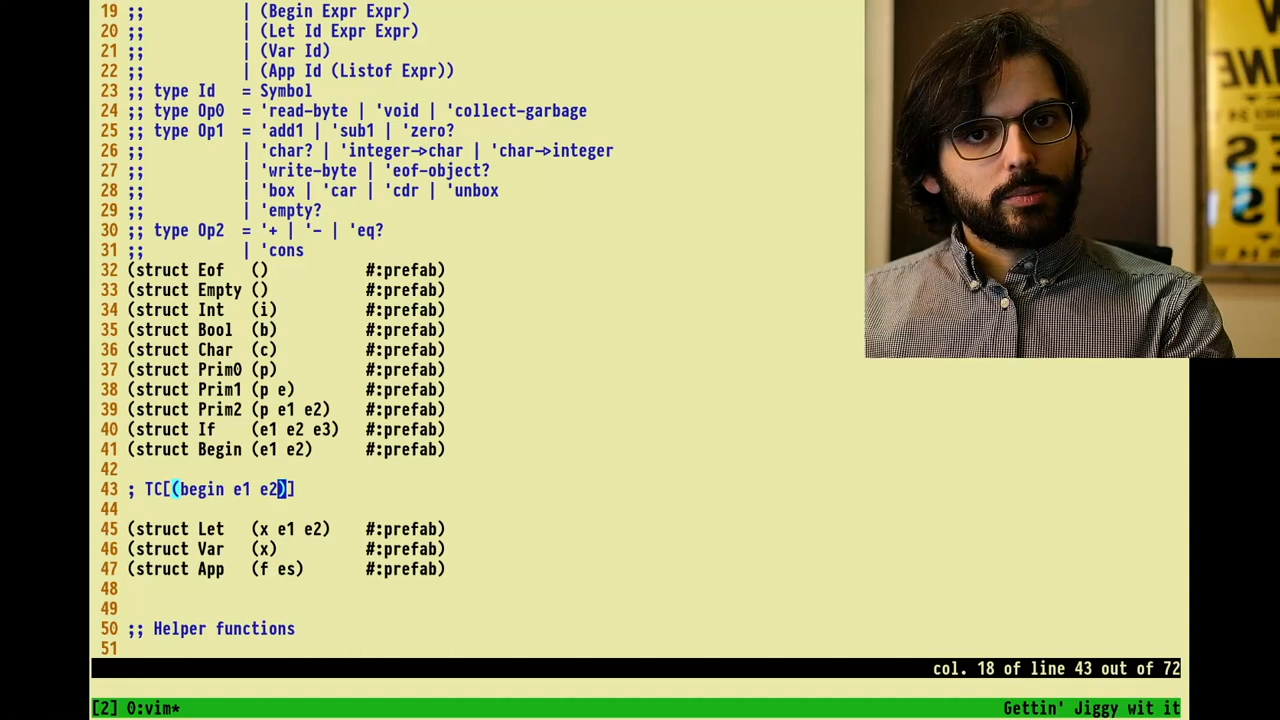 19 ;;           | (Begin Expr Expr)
20 ;;           | (Let Id Expr Expr)
21 ;;           | (Var Id)
22 ;;           | (App Id (Listof Expr))
23 ;; type Id   = Symbol
24 ;; type Op0  = 'read-byte | 'void | 'collect-garbage
25 ;; type Op1  = 'add1 | 'sub1 | 'zero?
26 ;;           | 'char? | 'integer->char | 'char->integer
27 ;;           | 'write-byte | 'eof-object?
28 ;;           | 'box | 'car | 'cdr | 'unbox
29 ;;           | 'empty?
30 ;; type Op2  = '+ | '- | 'eq?
31 ;;           | 'cons
32 (struct Eof   ()           #:prefab)
33 (struct Empty ()           #:prefab)
34 (struct Int   (i)          #:prefab)
35 (struct Bool  (b)          #:prefab)
36 (struct Char  (c)          #:prefab)
37 (struct Prim0 (p)          #:prefab)
38 (struct Prim1 (p e)        #:prefab)
39 (struct Prim2 (p e1 e2)    #:prefab)
40 (struct If    (e1 e2 e3)   #:prefab)
41 (struct Begin (e1 e2)      #:prefab)
42
43 ; TC[(begin e1 e2)]
44
45 (struct Let   (x e1 e2)    #:prefab)
46 (struct Var   (x)          #:prefab)
47 (struct App   (f es)       #:prefab)
48
49
50 ;; Helper functions
51
col. 18 of line 43 out of 72
[2] 0:vim* Gettin' Jiggy wit it